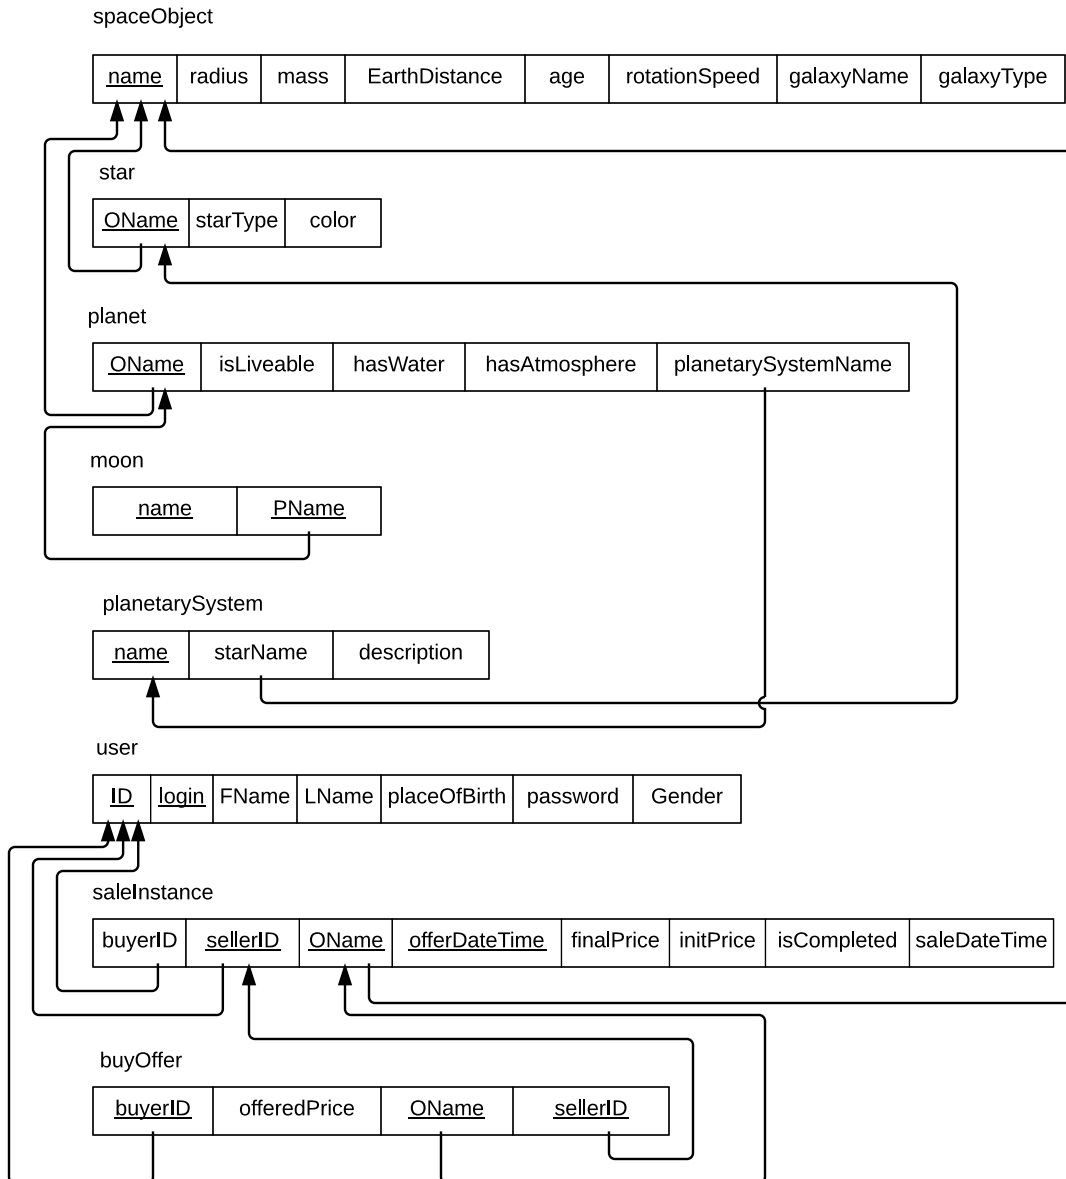 spaceObject
name radius mass EarthDistance age rotationSpeed galaxyName galaxyType
star
OName starType color
planet
OName isLiveable hasWater hasAtmosphere planetarySystemName
moon
name PName
planetarySystem
name starName description
user
ID login FName LName placeOfBirth password Gender
saleInstance
buyerID sellerID OName offerDateTime finalPrice initPrice isCompleted saleDateTime
buyOffer
buyerID offeredPrice OName sellerID